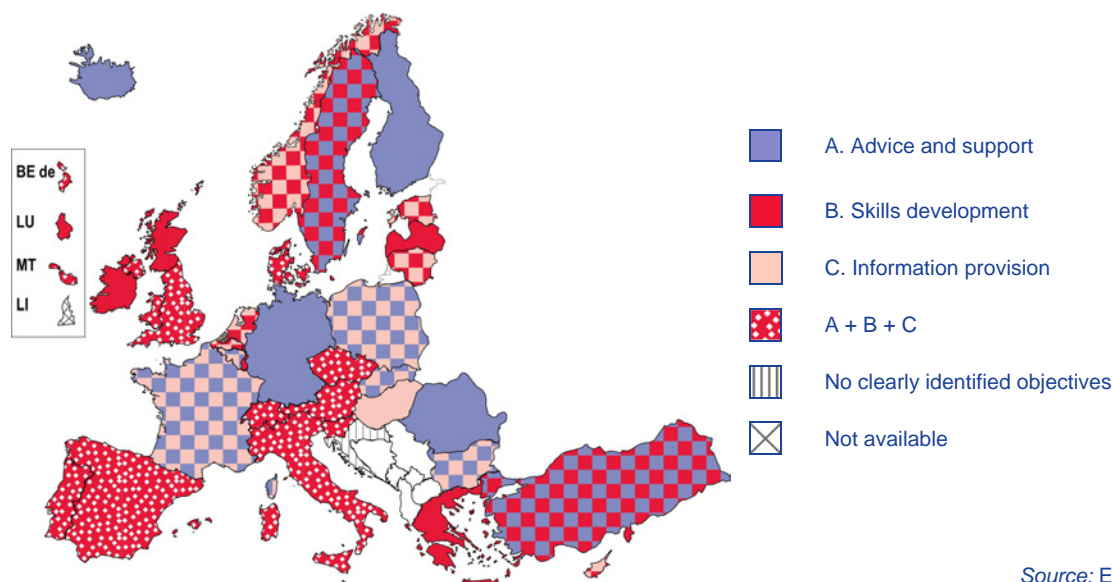 BE de
LU
MT
LI
A. Advice and support
B. Skills development
C. Information provision
A + B + C
No clearly identified objectives
Not available
Source: E